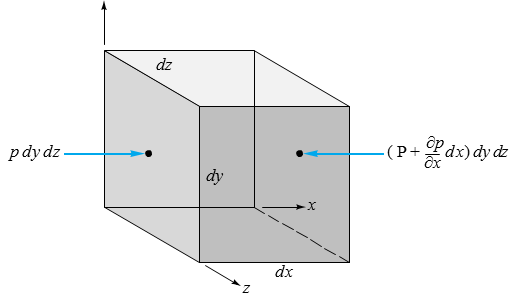 dz
p dy dz
(P + ∂p/∂x dx) dy dz
dy
x
dx
z